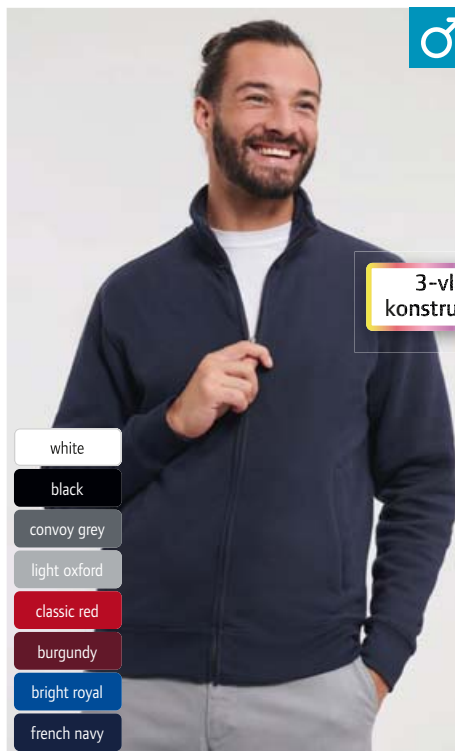 3-vl
konstru
white
black
convoy grey
light oxford
classic red
burgundy
bright royal
french navy